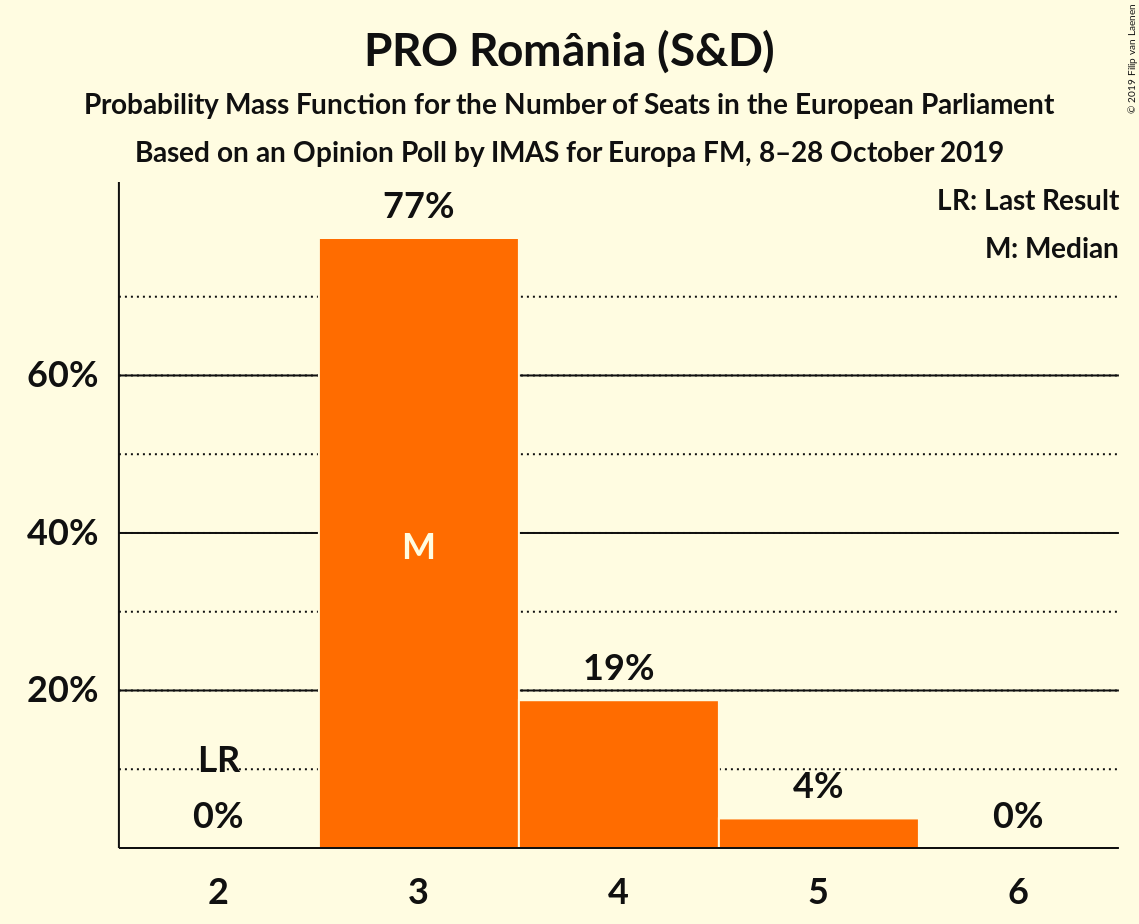 PRO România (S&D)
Probability Mass Function for the Number of Seats in the European Parliament
Based on an Opinion Poll by IMAS for Europa FM, 8–28 October 2019
© 2019 Filip van Laenen
LR: Last Result
M: Median
77%
60%
40%
M
19%
20%
LR
0%
4%
0%
2 3 4 5 6